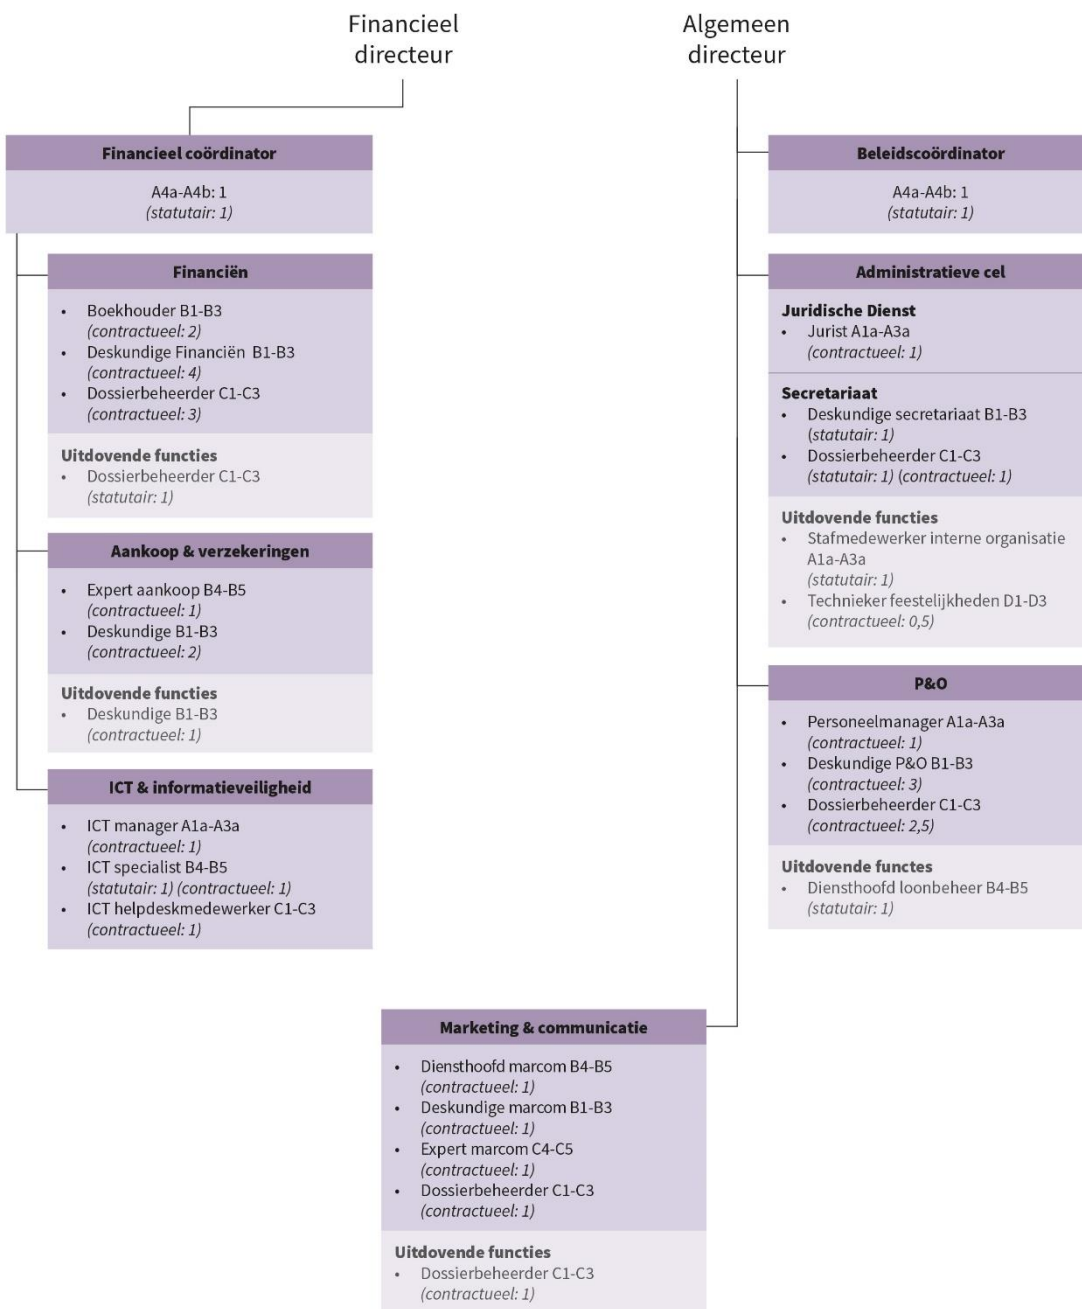 Financieel
directeur
Algemeen
directeur
Financieel coördinator
A4a-A4b: 1
(statutair: 1)
Financiën
• Boekhouder B1-B3
(contractueel: 2)
• Deskundige Financiën B1-B3
(contractueel: 4)
• Dossierbeheerder C1-C3
(contractueel: 3)
Uitdovende functies
• Dossierbeheerder C1-C3
(statutair: 1)
Aankoop & verzekeringen
• Expert aankoop B4-B5
(contractueel: 1)
• Deskundige B1-B3
(contractueel: 2)
Uitdovende functies
• Deskundige B1-B3
(contractueel: 1)
ICT & informatieveiligheid
• ICT manager A1a-A3a
(contractueel: 1)
• ICT specialist B4-B5
(statutair: 1) (contractueel: 1)
• ICT helpdeskmedewerker C1-C3
(contractueel: 1)
Beleidscoördinator
A4a-A4b: 1
(statutair: 1)
Administratieve cel
Juridische Dienst
• Jurist A1a-A3a
(contractueel: 1)
Secretariaat
• Deskundige secretariaat B1-B3
(statutair: 1)
• Dossierbeheerder C1-C3
(statutair: 1) (contractueel: 1)
Uitdovende functies
• Stafmedewerker interne organisatie
A1a-A3a
(statutair: 1)
• Technieker feestelijkheden D1-D3
(contractueel: 0,5)
P&O
• Personeelmanager A1a-A3a
(contractueel: 1)
• Deskundige P&O B1-B3
(contractueel: 3)
• Dossierbeheerder C1-C3
(contractueel: 2,5)
Uitdovende functes
• Diensthoofd loonbeheer B4-B5
(statutair: 1)
Marketing & communicatie
• Diensthoofd marcom B4-B5
(contractueel: 1)
• Deskundige marcom B1-B3
(contractueel: 1)
• Expert marcom C4-C5
(contractueel: 1)
• Dossierbeheerder C1-C3
(contractueel: 1)
Uitdovende functies
• Dossierbeheerder C1-C3
(contractueel: 1)